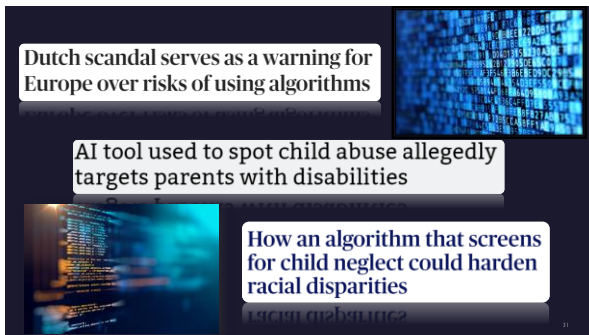 Dutch scandal serves as a warning for
Europe over risks of using algorithms
AI tool used to spot child abuse allegedly
targets parents with disabilities
How an algorithm that screens
for child neglect could harden
racial disparities